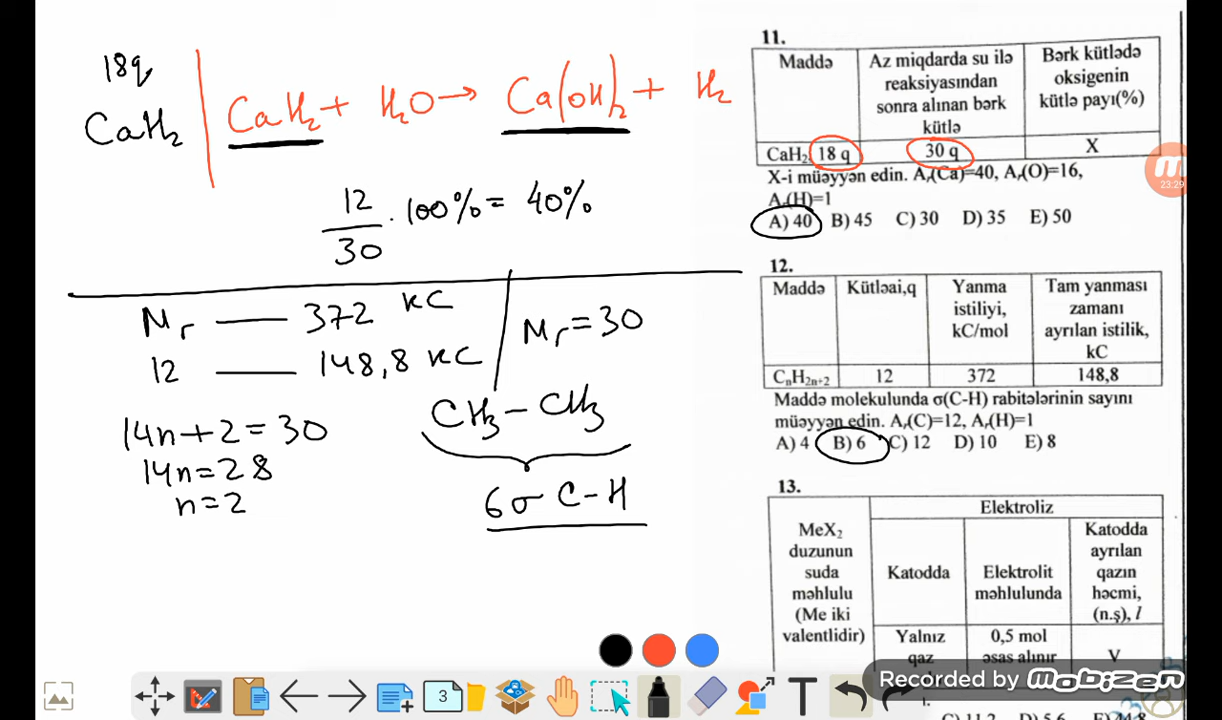 18q
CaH₂
CaH₂ + H₂O → Ca(OH)₂ + H₂
12
30
· 100% = 40%
Mr — 372 kC
12 — 148,8 kC
Mr = 30
14n+2=30
14n=28
n=2
CH₃ – CH₃
6σ C–H
11.
Maddə
Az miqdarda su ilə
reaksiyasından
sonra alınan bərk
kütlə
Bərk kütlədə
oksigenin
kütlə payı(%)
CaH₂, 18 q
30 q
X
X-i müəyyən edin. Aᵣ(Ca)=40, Aᵣ(O)=16,
Aᵣ(H)=1
A) 40 B) 45 C) 30 D) 35 E) 50
12.
Maddə
Kütləai,q
Yanma
istiliyi,
kC/mol
Tam yanması
zamanı
ayrılan istilik,
kC
CₙH₂ₙ₊₂
12
372
148,8
Maddə molekulunda σ(C-H) rabitələrinin sayını
müəyyən edin. Aᵣ(C)=12, Aᵣ(H)=1
A) 4 B) 6 C) 12 D) 10 E) 8
13.
MeX₂
duzunun
suda
məhlulu
(Me iki
valentlidir)
Elektroliz
Katodda
Elektrolit
məhlulunda
Katodda
ayrılan
qazın
həcmi,
(n.ş), l
Yalnız
qaz
0,5 mol
əsas alınır
V
23:29
3
T
Recorded by mobizen